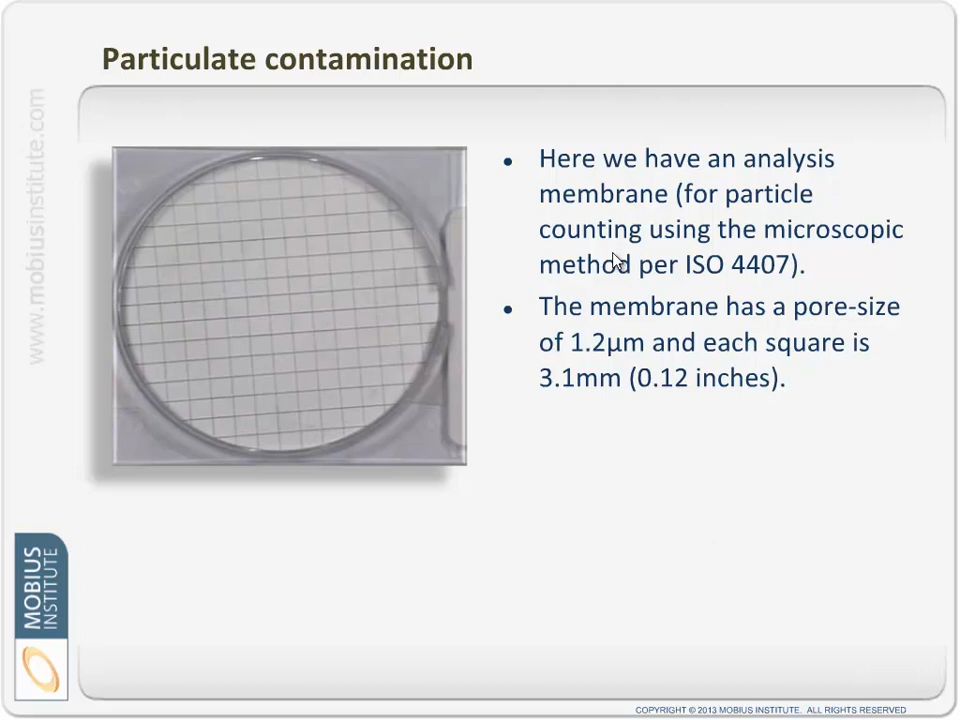 Particulate contamination
www.mobiusinstitute.com
● Here we have an analysis
membrane (for particle
counting using the microscopic
method per ISO 4407).
● The membrane has a pore-size
of 1.2µm and each square is
3.1mm (0.12 inches).
MOBIUS
INSTITUTE
COPYRIGHT © 2013 MOBIUS INSTITUTE. ALL RIGHTS RESERVED